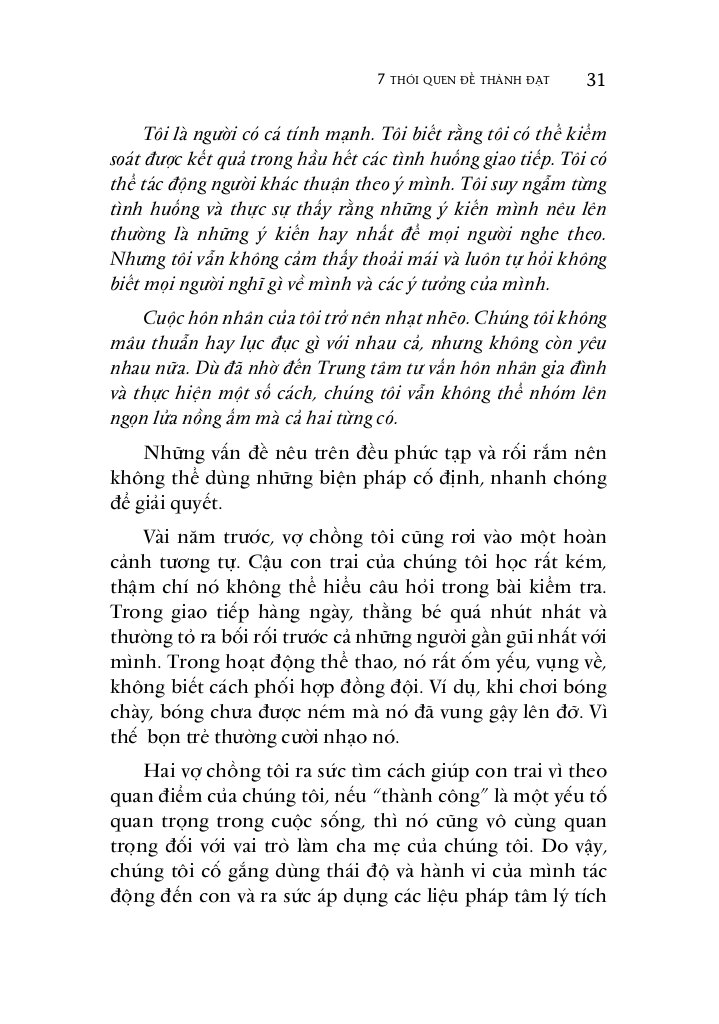 7 THÓI QUEN ĐỂ THÀNH ĐẠT 31
Tôi là người có cá tính mạnh. Tôi biết rằng tôi có thể kiểm
soát được kết quả trong hầu hết các tình huống giao tiếp. Tôi có
thể tác động người khác thuận theo ý mình. Tôi suy ngẫm từng
tình huống và thực sự thấy rằng những ý kiến mình nêu lên
thường là những ý kiến hay nhất để mọi người nghe theo.
Nhưng tôi vẫn không cảm thấy thoải mái và luôn tự hỏi không
biết mọi người nghĩ gì về mình và các ý tưởng của mình.
Cuộc hôn nhân của tôi trở nên nhạt nhẽo. Chúng tôi không
mâu thuẫn hay lục đục gì với nhau cả, nhưng không còn yêu
nhau nữa. Dù đã nhờ đến Trung tâm tư vấn hôn nhân gia đình
và thực hiện một số cách, chúng tôi vẫn không thể nhóm lên
ngọn lửa nồng ấm mà cả hai từng có.
Những vấn đề nêu trên đều phức tạp và rối rắm nên
không thể dùng những biện pháp cố định, nhanh chóng
để giải quyết.
Vài năm trước, vợ chồng tôi cũng rơi vào một hoàn
cảnh tương tự. Cậu con trai của chúng tôi học rất kém,
thậm chí nó không thể hiểu câu hỏi trong bài kiểm tra.
Trong giao tiếp hàng ngày, thằng bé quá nhút nhát và
thường tỏ ra bối rối trước cả những người gần gũi nhất với
mình. Trong hoạt động thể thao, nó rất ốm yếu, vụng về,
không biết cách phối hợp đồng đội. Ví dụ, khi chơi bóng
chày, bóng chưa được ném mà nó đã vung gậy lên đỡ. Vì
thế bọn trẻ thường cười nhạo nó.
Hai vợ chồng tôi ra sức tìm cách giúp con trai vì theo
quan điểm của chúng tôi, nếu “thành công” là một yếu tố
quan trọng trong cuộc sống, thì nó cũng vô cùng quan
trọng đối với vai trò làm cha mẹ của chúng tôi. Do vậy,
chúng tôi cố gắng dùng thái độ và hành vi của mình tác
động đến con và ra sức áp dụng các liệu pháp tâm lý tích